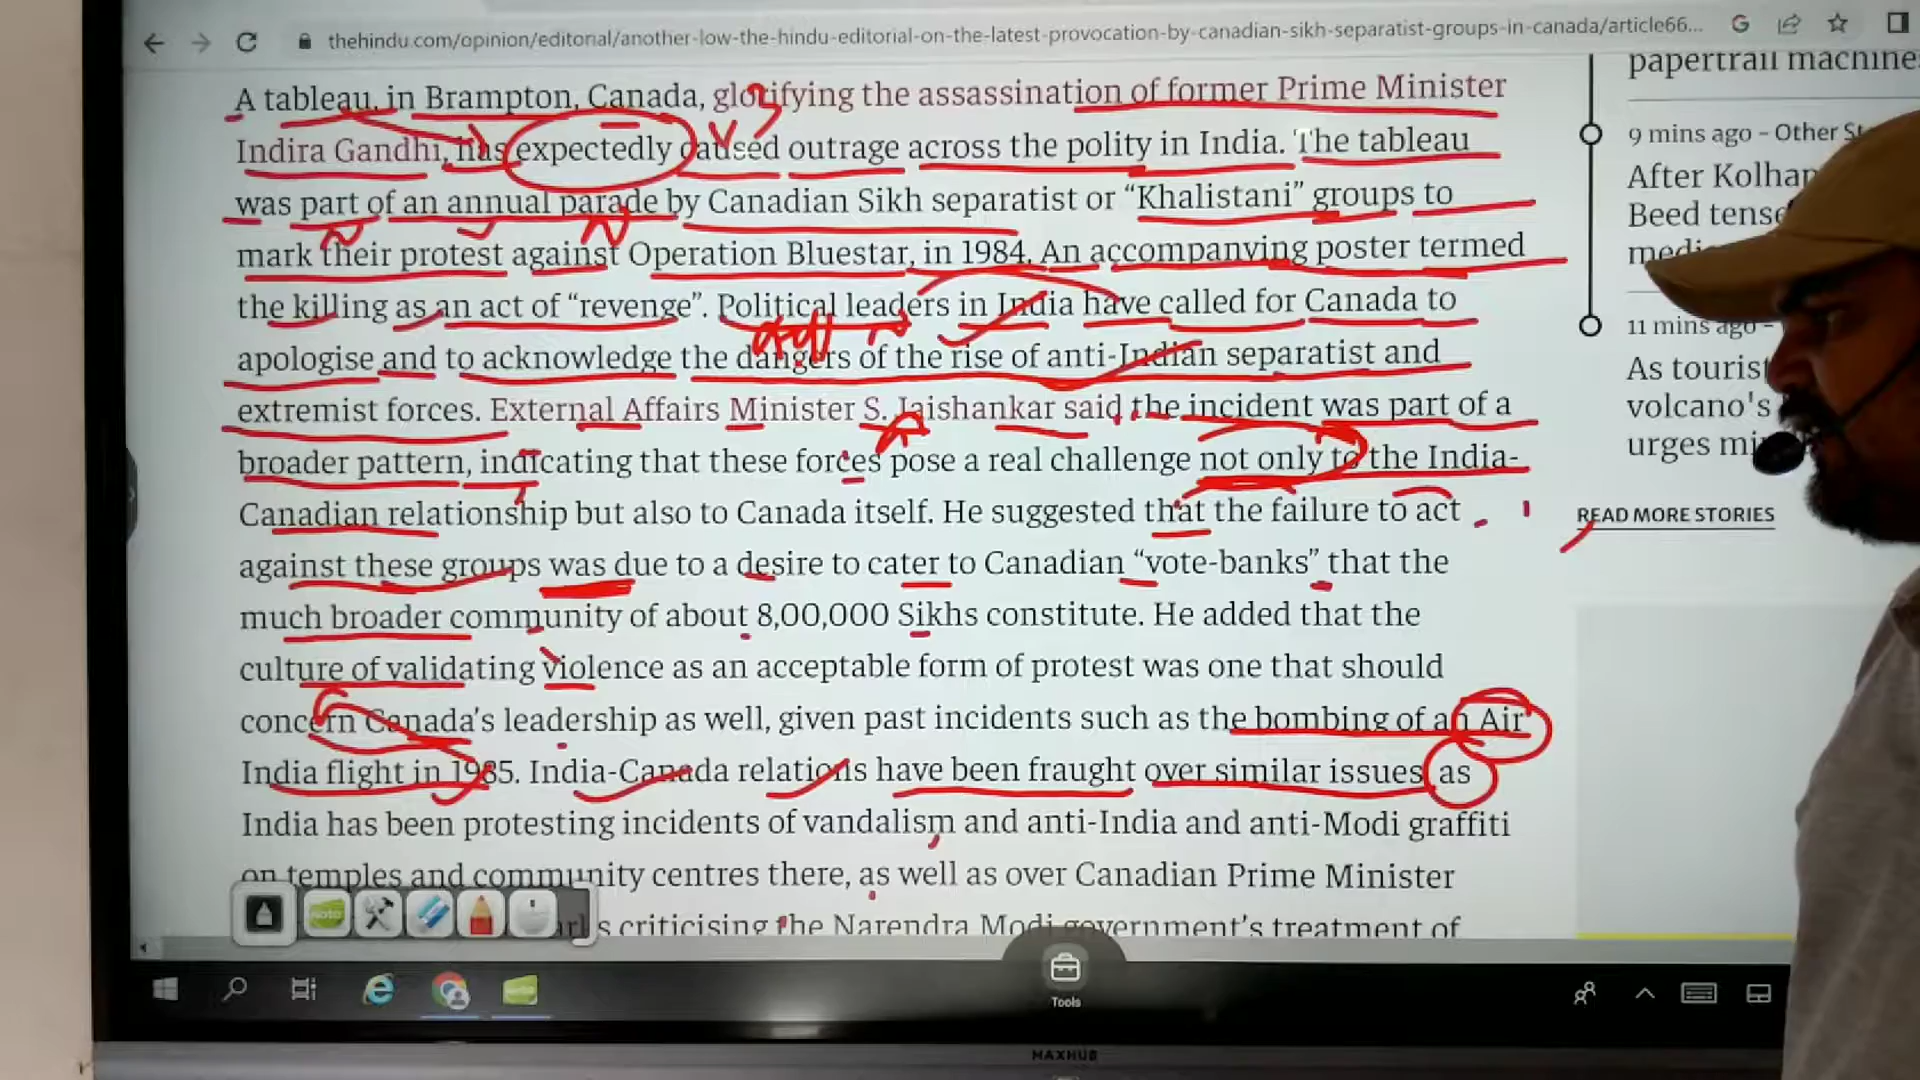 thehindu.com/opinion/editorial/another-low-the-hindu-editorial-on-the-latest-provocation-by-canadian-sikh-separatist-groups-in-canada/article66...
A tableau, in Brampton, Canada, glorifying the assassination of former Prime Minister
Indira Gandhi, has expectedly caused outrage across the polity in India. The tableau
was part of an annual parade by Canadian Sikh separatist or “Khalistani” groups to
mark their protest against Operation Bluestar, in 1984. An accompanying poster termed
the killing as an act of “revenge”. Political leaders in India have called for Canada to
apologise and to acknowledge the dangers of the rise of anti-Indian separatist and
extremist forces. External Affairs Minister S. Jaishankar said the incident was part of a
broader pattern, indicating that these forces pose a real challenge not only to the India-
Canadian relationship but also to Canada itself. He suggested that the failure to act
against these groups was due to a desire to cater to Canadian “vote-banks” that the
much broader community of about 8,00,000 Sikhs constitute. He added that the
culture of validating violence as an acceptable form of protest was one that should
concern Canada's leadership as well, given past incidents such as the bombing of an Air
India flight in 1985. India-Canada relations have been fraught over similar issues as
India has been protesting incidents of vandalism and anti-India and anti-Modi graffiti
on temples and community centres there, as well as over Canadian Prime Minister
criticising the Narendra Modi government's treatment of
papertrail machine
9 mins ago - Other
After
Beed
11 mins ago -
As
volcano's
urges
READ MORE STORIES
Tools
MAXHUB